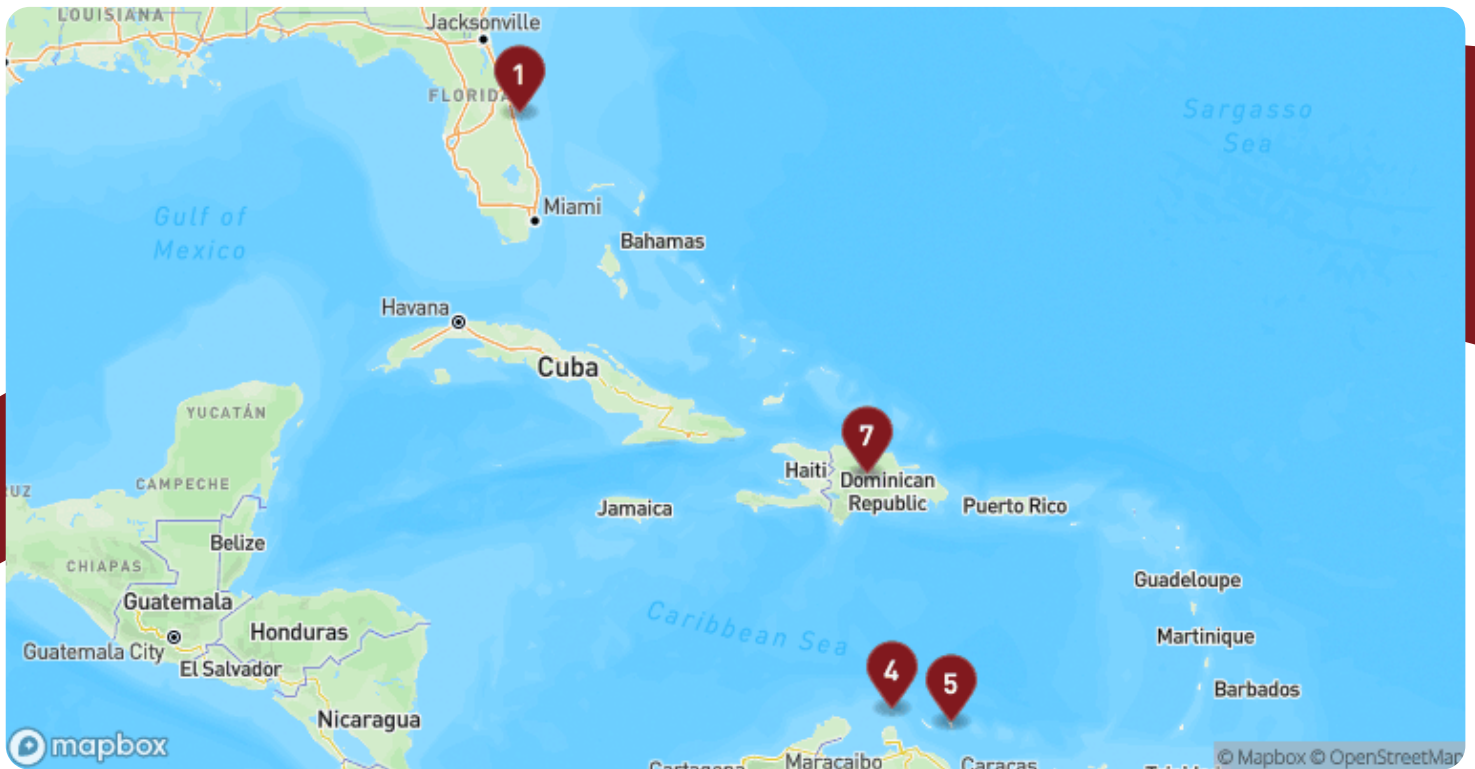 LOUISIANA
Jacksonville
1
FLORIDA
Sargasso
Sea
Gulf of
Mexico
Miami
Bahamas
Havana
Cuba
YUCATÁN
7
Haiti
Dominican
Republic
CAMPECHE
UZ
Jamaica
Puerto Rico
Belize
CHIAPAS
Guadeloupe
Guatemala
Caribbean Sea
Honduras
Martinique
Guatemala City
El Salvador
4
5
Barbados
Nicaragua
mapbox
Maracaibo
Caracas
© Mapbox © OpenStreetMap